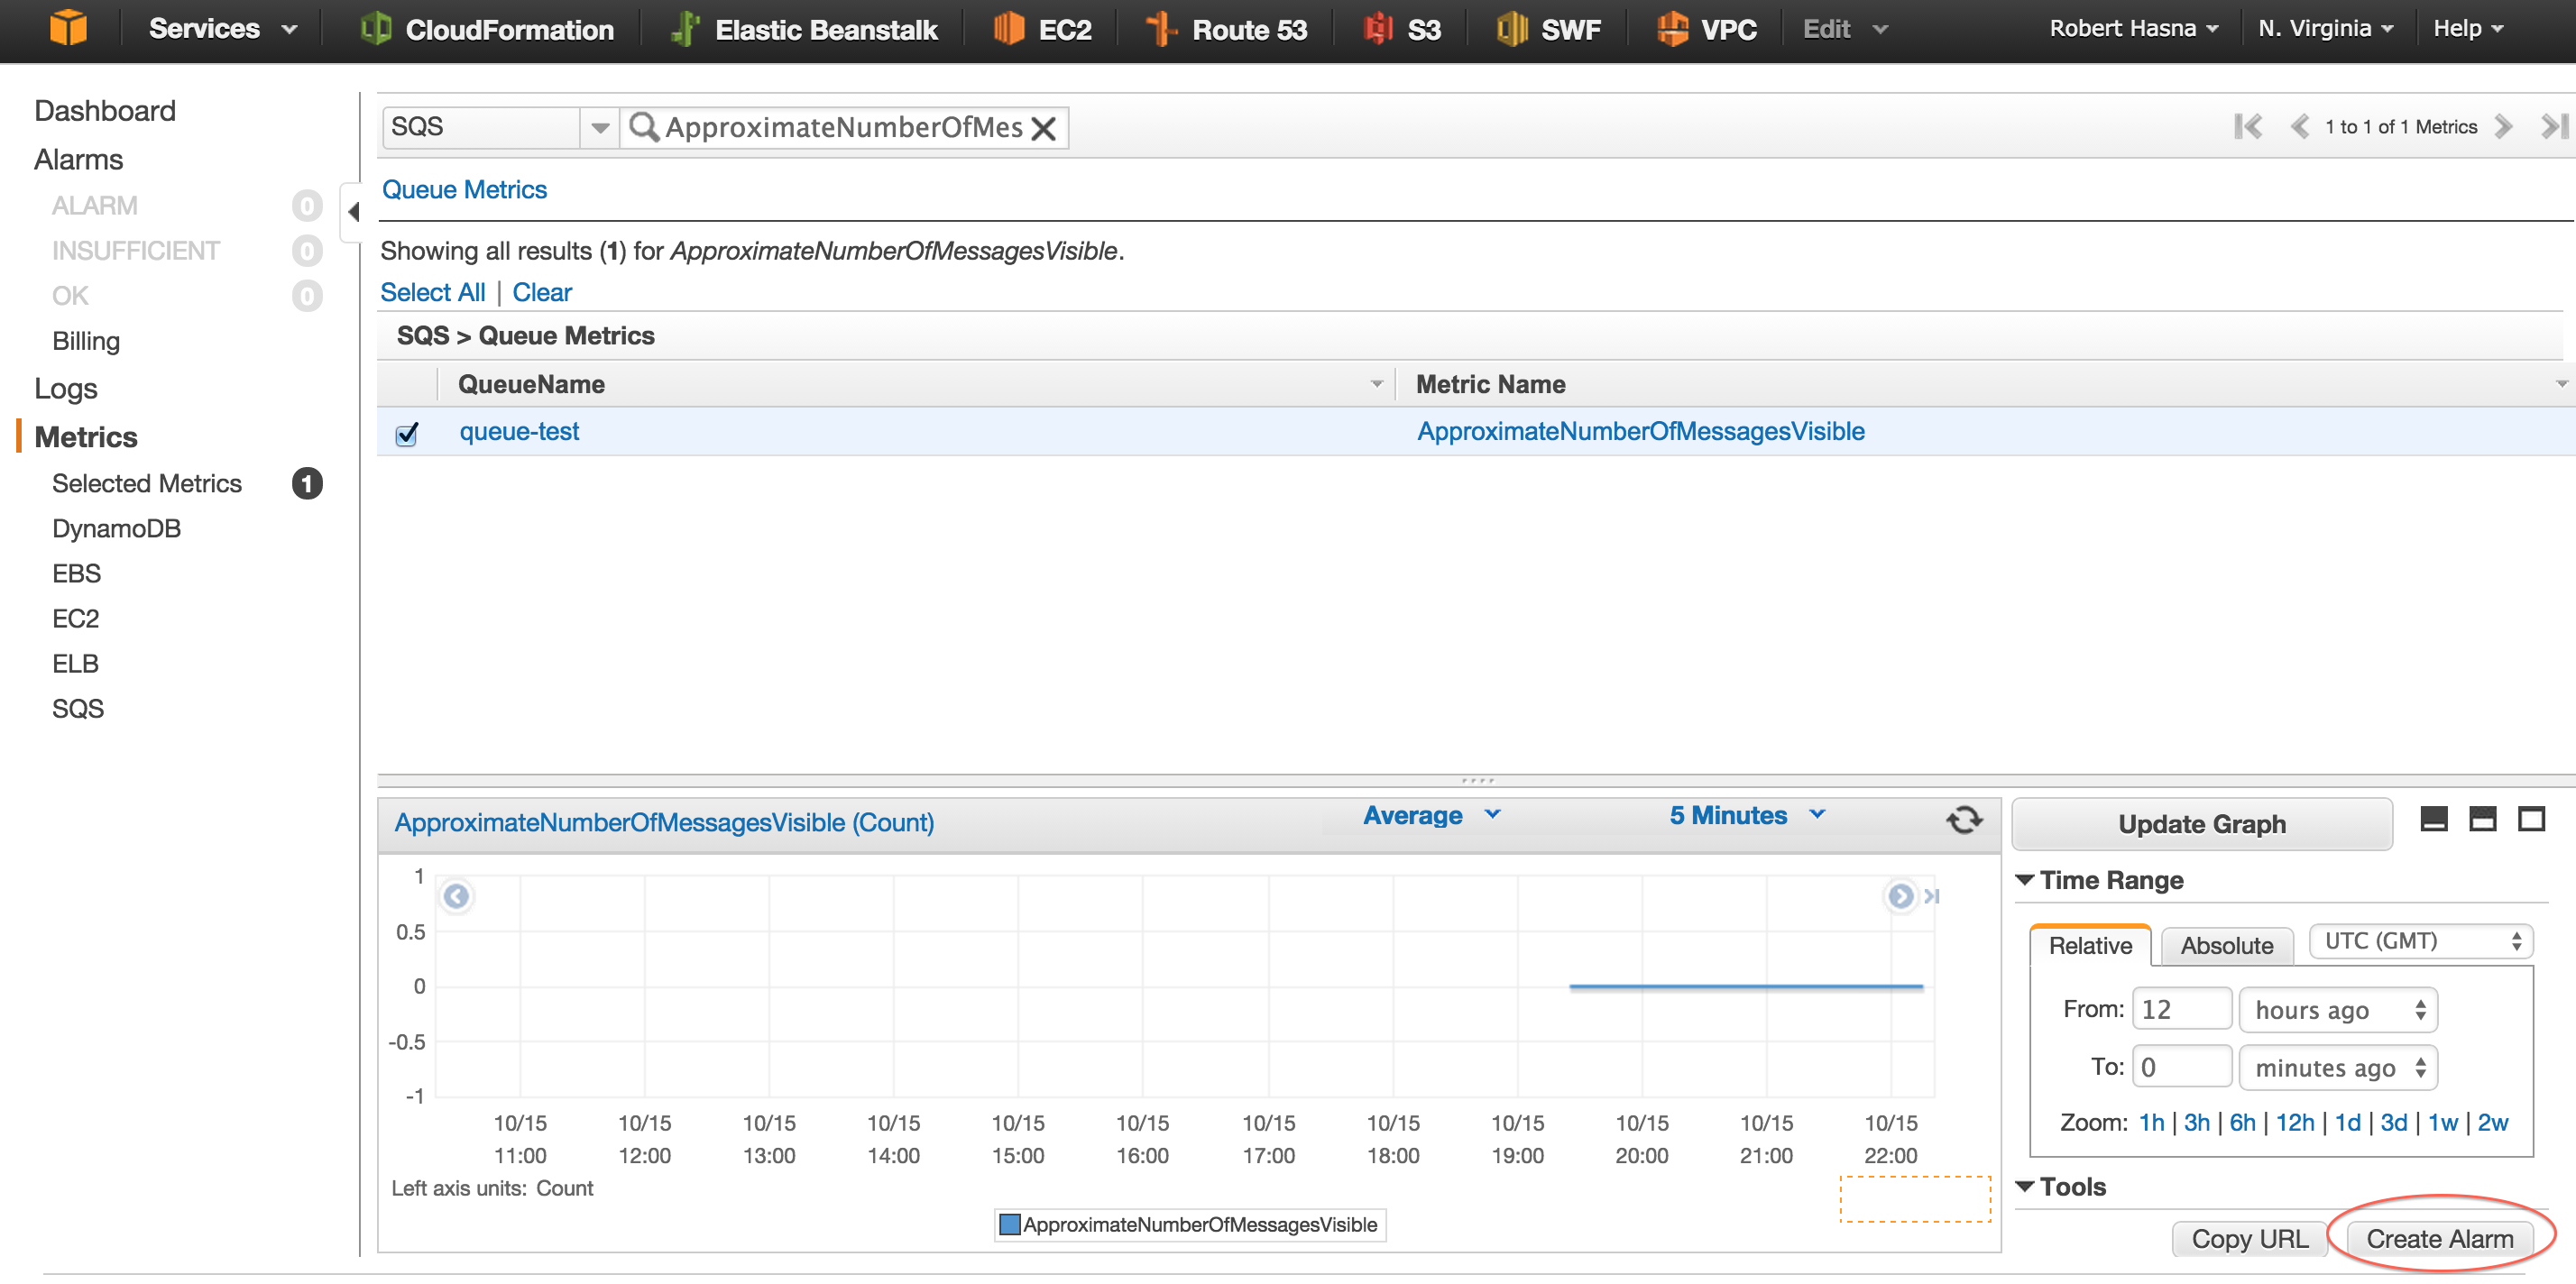 Services CloudFormation Elastic Beanstalk EC2 Route 53 S3 SWF VPC Edit Robert Hasna N. Virginia Help
Dashboard
Alarms
ALARM 0
INSUFFICIENT 0
OK 0
Billing
Logs
Metrics
Selected Metrics 1
DynamoDB
EBS
EC2
ELB
SQS
SQS ApproximateNumberOfMes 1 to 1 of 1 Metrics
Queue Metrics
Showing all results (1) for ApproximateNumberOfMessagesVisible.
Select All | Clear
SQS > Queue Metrics
QueueName Metric Name
queue-test ApproximateNumberOfMessagesVisible
ApproximateNumberOfMessagesVisible (Count) Average 5 Minutes
1
0.5
0
-0.5
-1
10/15 10/15 10/15 10/15 10/15 10/15 10/15 10/15 10/15 10/15 10/15 10/15
11:00 12:00 13:00 14:00 15:00 16:00 17:00 18:00 19:00 20:00 21:00 22:00
Left axis units: Count
ApproximateNumberOfMessagesVisible
Update Graph
Time Range
Relative Absolute UTC (GMT)
From: 12 hours ago
To: 0 minutes ago
Zoom: 1h | 3h | 6h | 12h | 1d | 3d | 1w | 2w
Tools
Copy URL Create Alarm